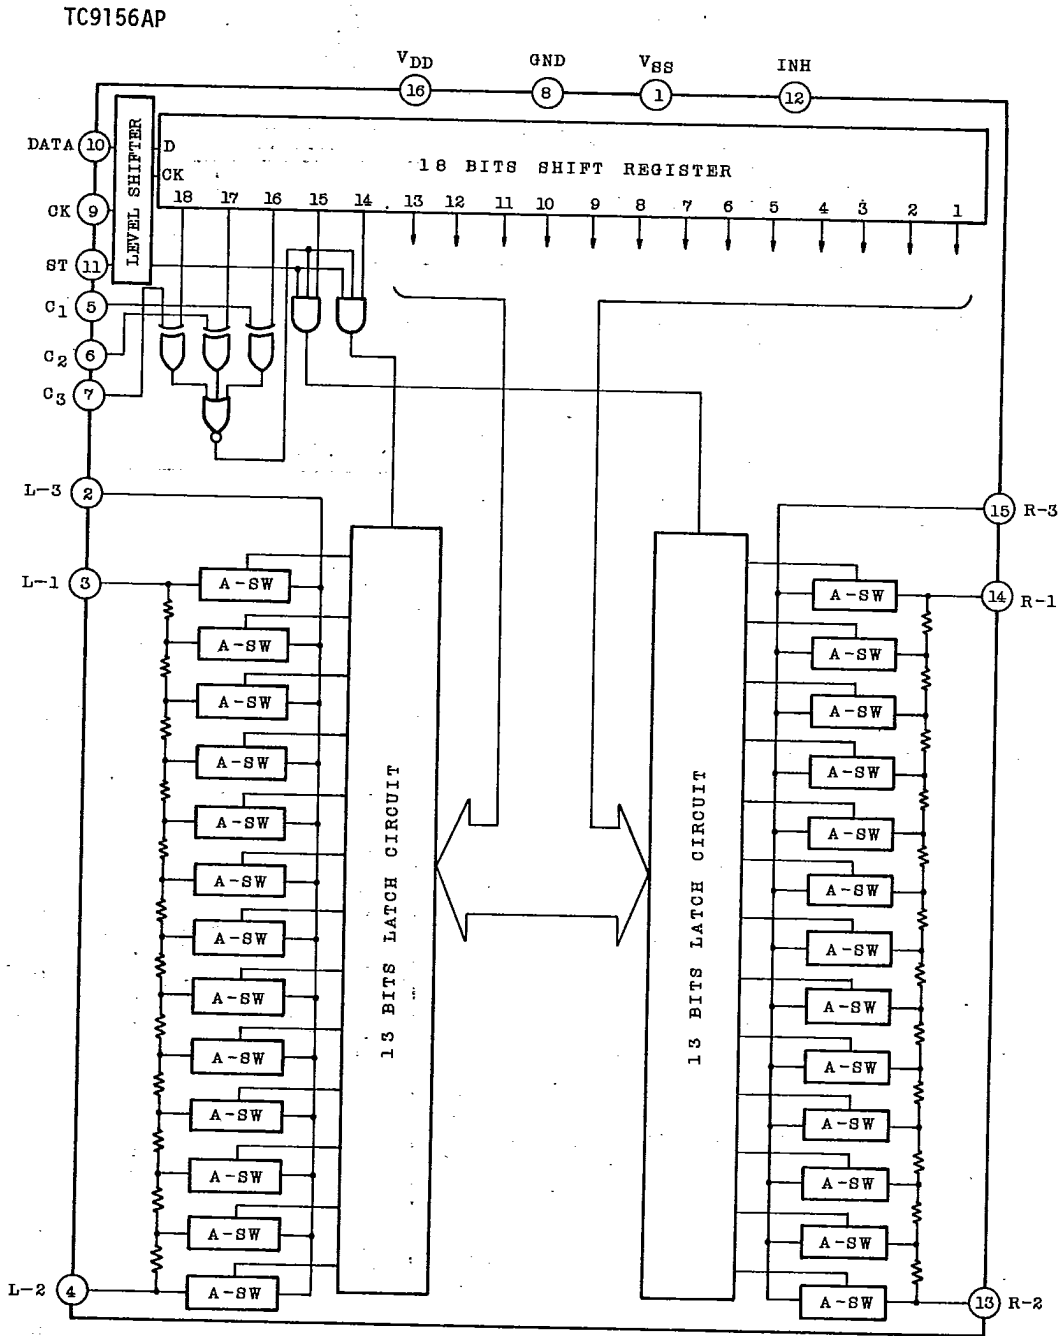 TC9156AP
VDD
GND
VSS
INH
16
8
1
12
DATA
10
D
CK
18 BITS SHIFT REGISTER
LEVEL SHIFTER
18
17
16
15
14
13
12
11
10
9
8
7
6
5
4
3
2
1
CK
9
ST
11
C1
5
C2
6
C3
7
L-3
2
15
R-3
L-1
3
14
R-1
A-SW
A-SW
A-SW
A-SW
A-SW
A-SW
A-SW
A-SW
A-SW
A-SW
A-SW
A-SW
A-SW
13 BITS LATCH CIRCUIT
13 BITS LATCH CIRCUIT
A-SW
A-SW
A-SW
A-SW
A-SW
A-SW
A-SW
A-SW
A-SW
A-SW
A-SW
A-SW
A-SW
L-2
4
13
R-2